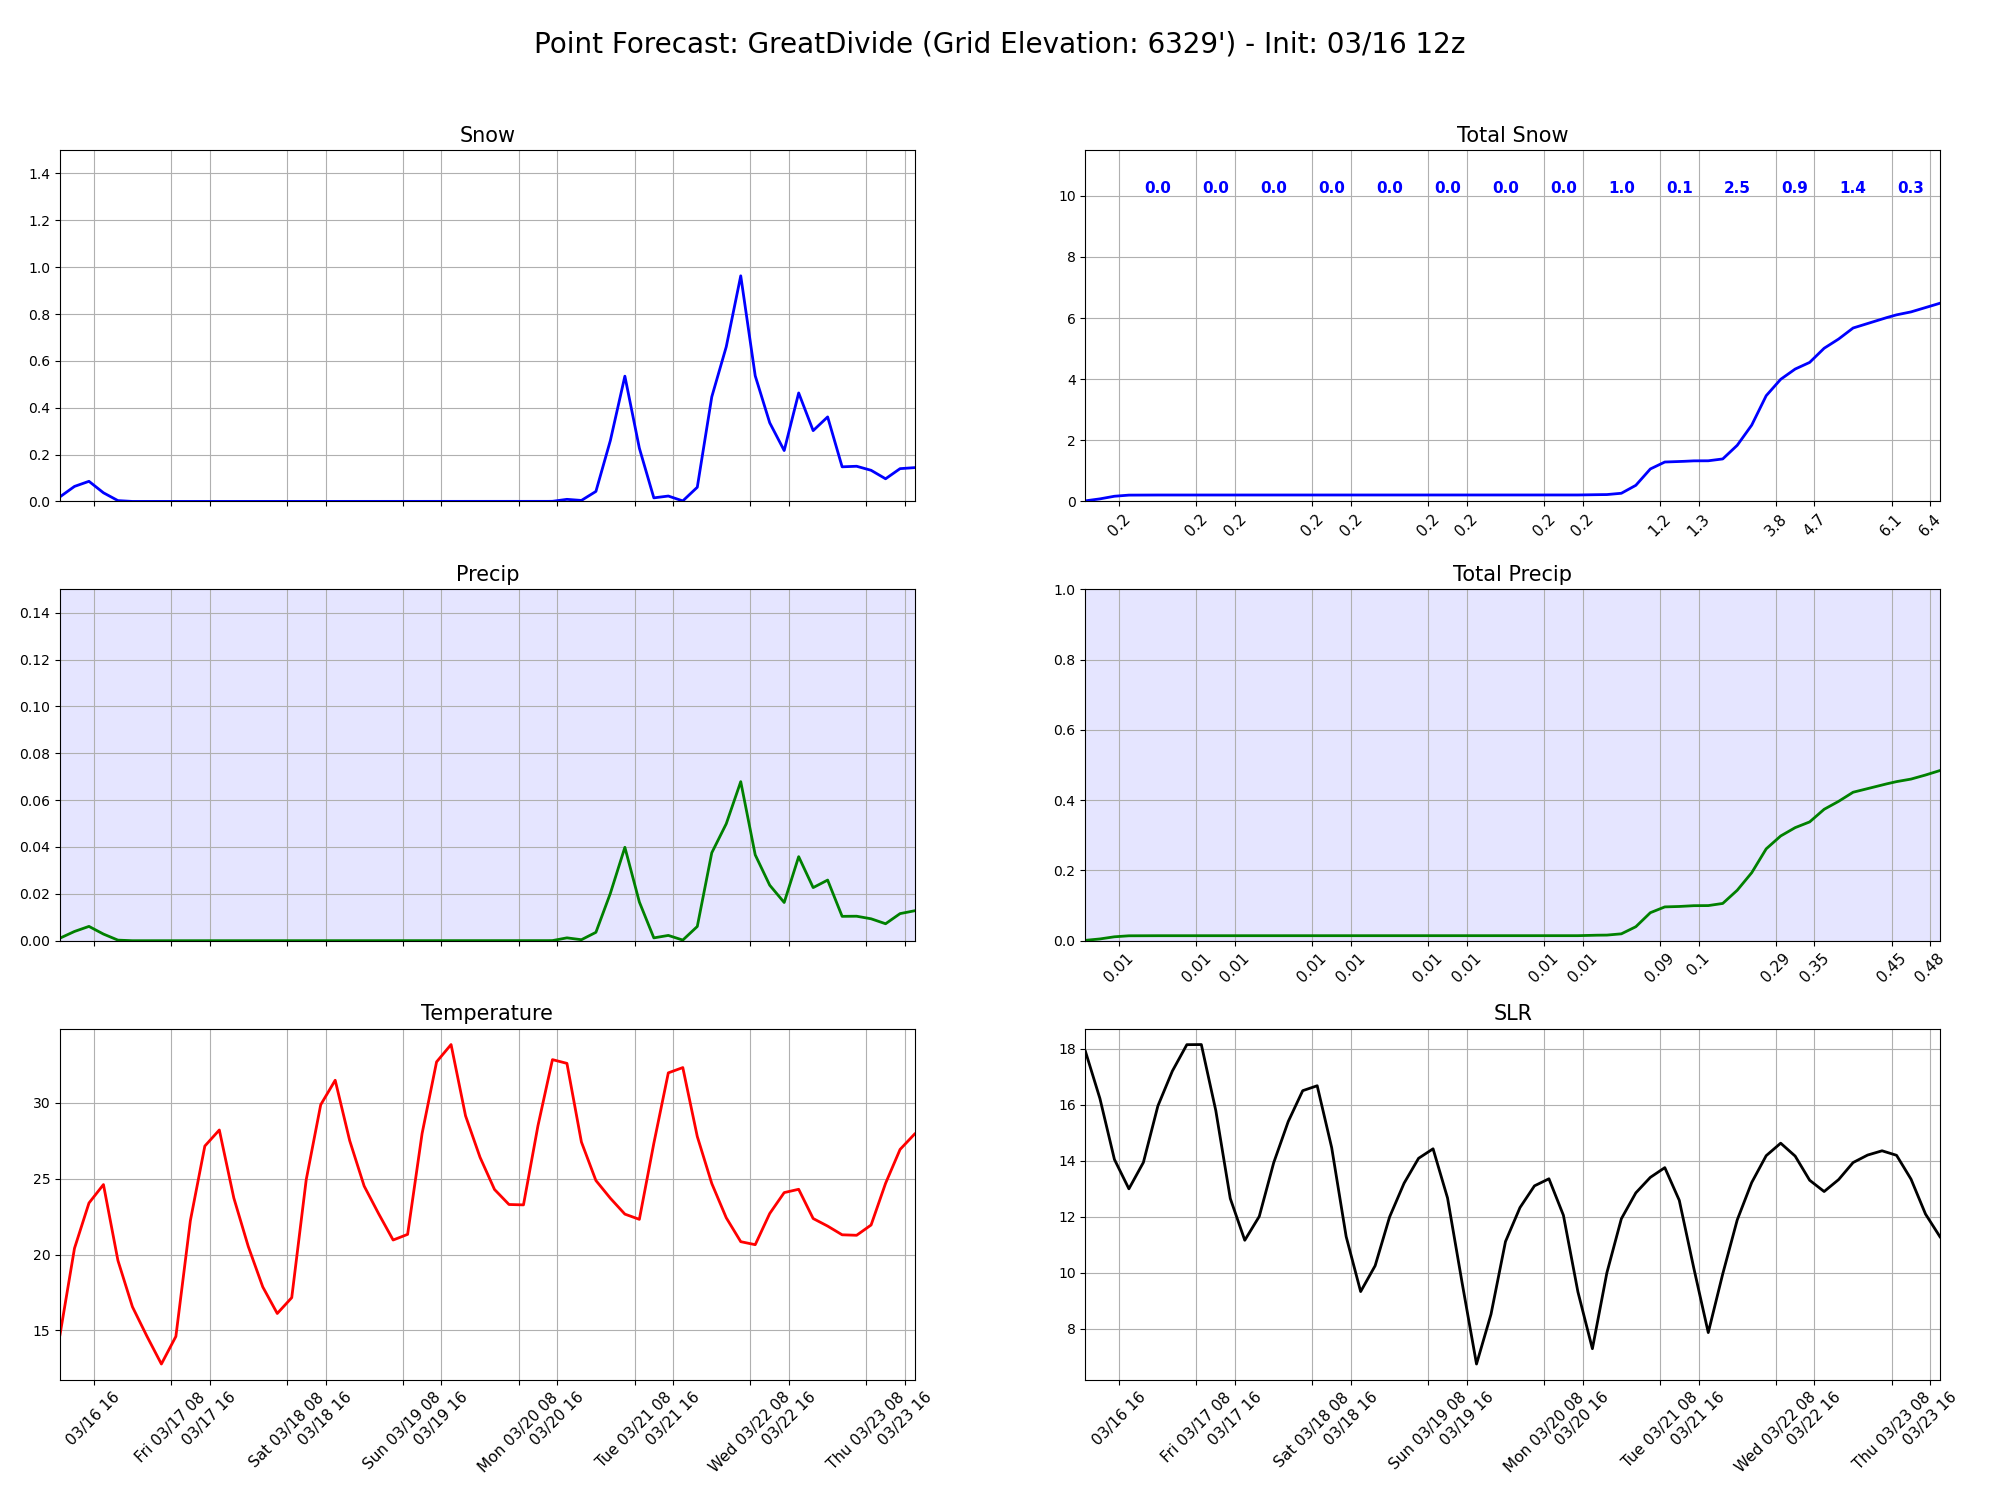 Point Forecast: GreatDivide (Grid Elevation: 6329') - Init: 03/16 12z
Snow
1.4
1.2
1.0
0.8
0.6
0.4
0.2
0.0
Total Snow
0.0 0.0 0.0 0.0 0.0 0.0 0.0 0.0 1.0 0.1 2.5 0.9 1.4 0.3
10
8
6
4
2
0
0.2 0.2 0.2 0.2 0.2 0.2 0.2 0.2 0.2 1.2 1.3 3.8 4.7 6.1 6.4
Precip
0.14
0.12
0.10
0.08
0.06
0.04
0.02
0.00
Total Precip
1.0
0.8
0.6
0.4
0.2
0.0
0.01 0.01 0.01 0.01 0.01 0.01 0.01 0.01 0.01 0.09 0.1 0.29 0.35 0.45 0.48
Temperature
30
25
20
15
03/16 16
Fri 03/17 08
03/17 16
Sat 03/18 08
03/18 16
Sun 03/19 08
03/19 16
Mon 03/20 08
03/20 16
Tue 03/21 08
03/21 16
Wed 03/22 08
03/22 16
Thu 03/23 08
03/23 16
SLR
18
16
14
12
10
8
03/16 16
Fri 03/17 08
03/17 16
Sat 03/18 08
03/18 16
Sun 03/19 08
03/19 16
Mon 03/20 08
03/20 16
Tue 03/21 08
03/21 16
Wed 03/22 08
03/22 16
Thu 03/23 08
03/23 16